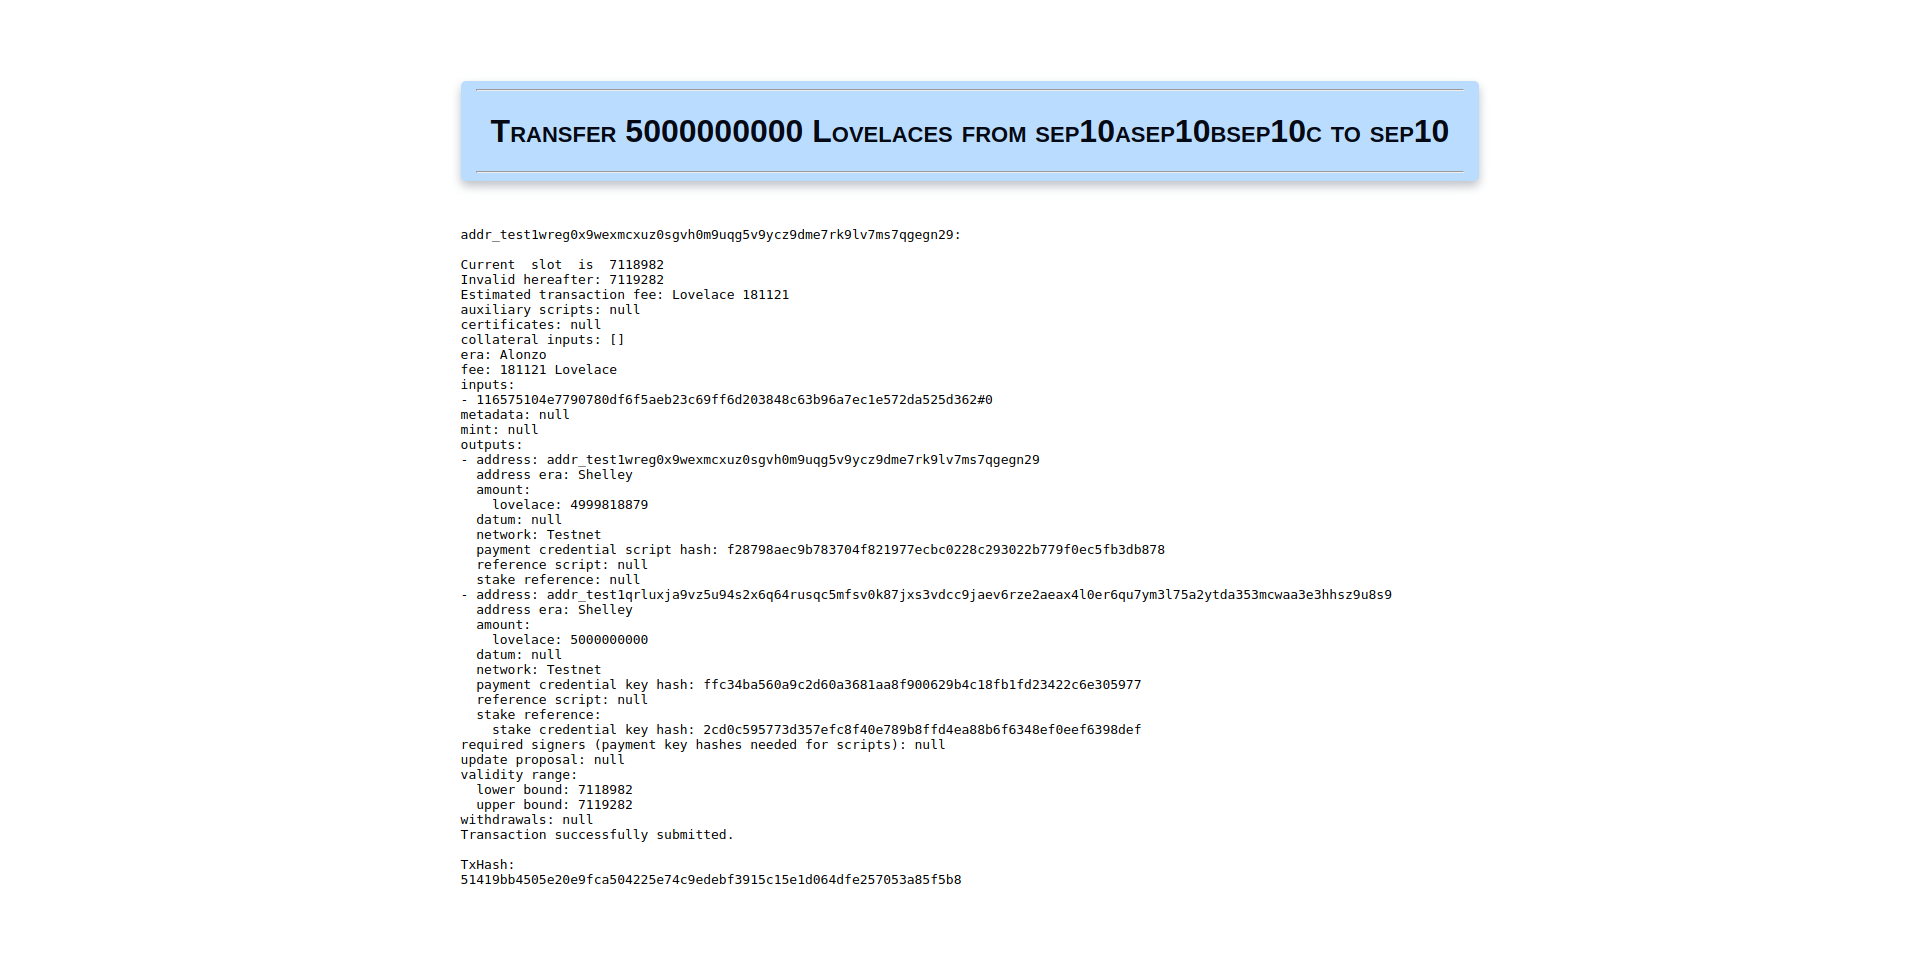 Transfer 5000000000 Lovelaces from sep10asep10bsep10c to sep10
addr_test1wreg0x9wexmcxuz0sgvh0m9uqg5v9ycz9dme7rk9lv7ms7qgegn29:
Current  slot  is  7118982
Invalid hereafter: 7119282
Estimated transaction fee: Lovelace 181121
auxiliary scripts: null
certificates: null
collateral inputs: []
era: Alonzo
fee: 181121 Lovelace
inputs:
- 116575104e7790780df6f5aeb23c69ff6d203848c63b96a7ec1e572da525d362#0
metadata: null
mint: null
outputs:
- address: addr_test1wreg0x9wexmcxuz0sgvh0m9uqg5v9ycz9dme7rk9lv7ms7qgegn29
  address era: Shelley
  amount:
    lovelace: 4999818879
  datum: null
  network: Testnet
  payment credential script hash: f28798aec9b783704f821977ecbc0228c293022b779f0ec5fb3db878
  reference script: null
  stake reference: null
- address: addr_test1qrluxja9vz5u94s2x6q64rusqc5mfsv0k87jxs3vdcc9jaev6rze2aeax4l0er6qu7ym3l75a2ytda353mcwaa3e3hhsz9u8s9
  address era: Shelley
  amount:
    lovelace: 5000000000
  datum: null
  network: Testnet
  payment credential key hash: ffc34ba560a9c2d60a3681aa8f900629b4c18fb1fd23422c6e305977
  reference script: null
  stake reference:
    stake credential key hash: 2cd0c595773d357efc8f40e789b8ffd4ea88b6f6348ef0eef6398def
required signers (payment key hashes needed for scripts): null
update proposal: null
validity range:
  lower bound: 7118982
  upper bound: 7119282
withdrawals: null
Transaction successfully submitted.
TxHash:
51419bb4505e20e9fca504225e74c9edebf3915c15e1d064dfe257053a85f5b8